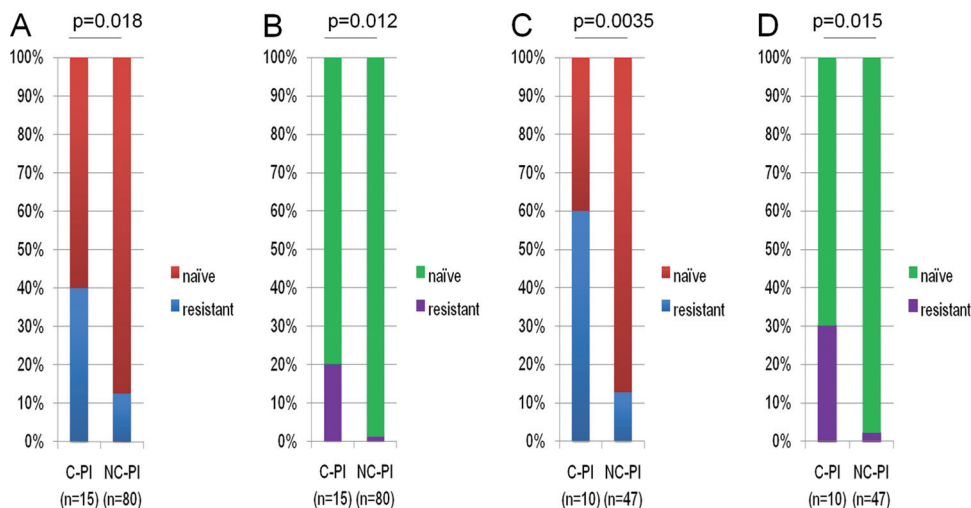 A p=0.018
100%
90%
80%
70%
60%
50%
40%
30%
20%
10%
0%
C-PI NC-PI
(n=15) (n=80)
naïve
resistant
B p=0.012
100%
90%
80%
70%
60%
50%
40%
30%
20%
10%
0%
C-PI NC-PI
(n=15) (n=80)
naïve
resistant
C p=0.0035
100%
90%
80%
70%
60%
50%
40%
30%
20%
10%
0%
C-PI NC-PI
(n=10) (n=47)
naïve
resistant
D p=0.015
100%
90%
80%
70%
60%
50%
40%
30%
20%
10%
0%
C-PI NC-PI
(n=10) (n=47)
naïve
resistant